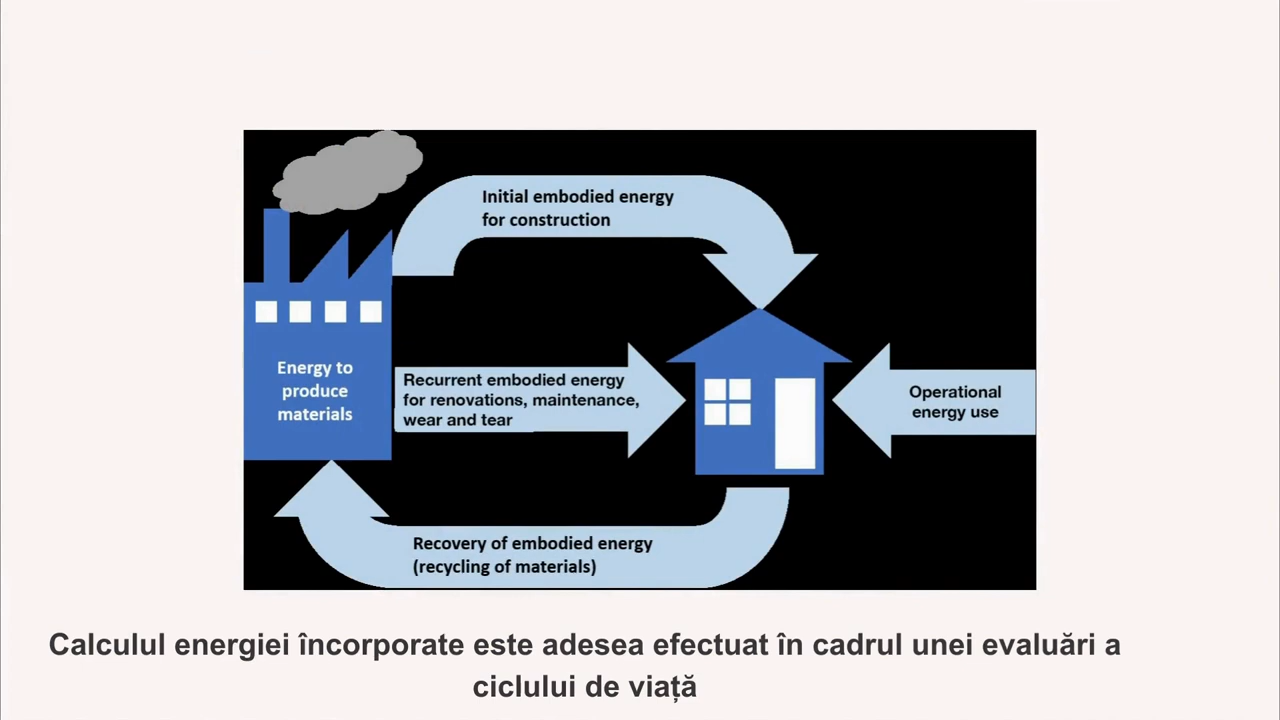 Initial embodied energy
for construction
Energy to
produce
materials
Recurrent embodied energy
for renovations, maintenance,
wear and tear
Operational
energy use
Recovery of embodied energy
(recycling of materials)
Calculul energiei încorporate este adesea efectuat în cadrul unei evaluări a
ciclului de viață